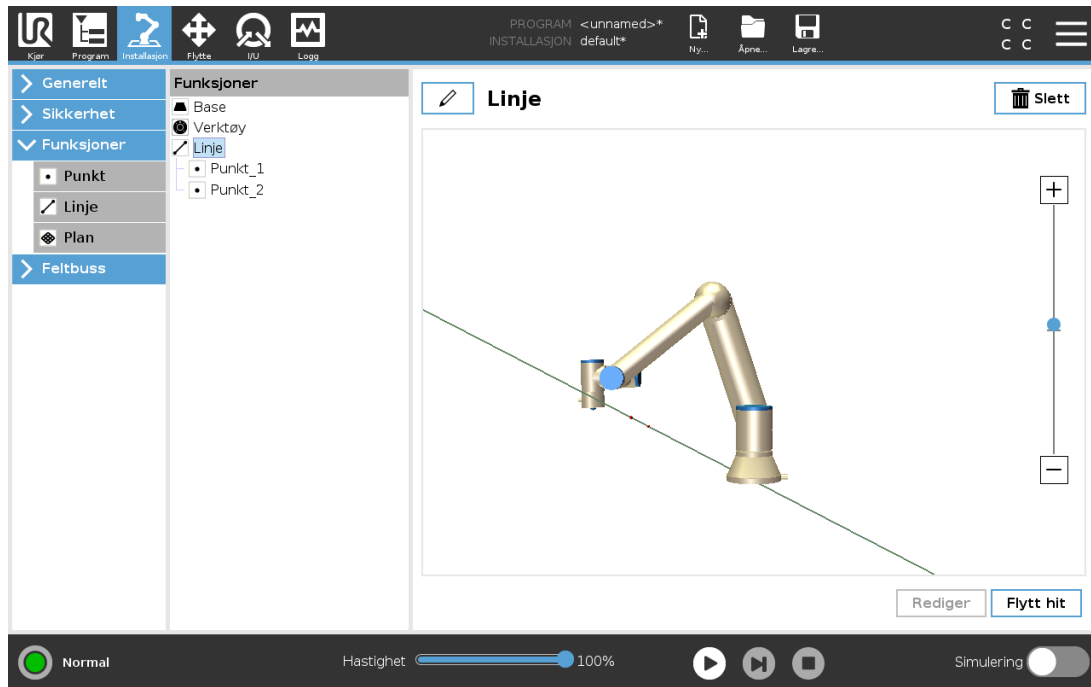 PROGRAM <unnamed>*
INSTALLASJON default*
Kjør Program Installasjon Flytte I/U Logg
Ny... Åpne... Lagre...
C C
C C
Generelt
Sikkerhet
Funksjoner
Punkt
Linje
Plan
Feltbuss
Funksjoner
Base
Verktøy
Linje
Punkt_1
Punkt_2
Linje
Slett
Rediger
Flytt hit
Normal
Hastighet
100%
Simulering